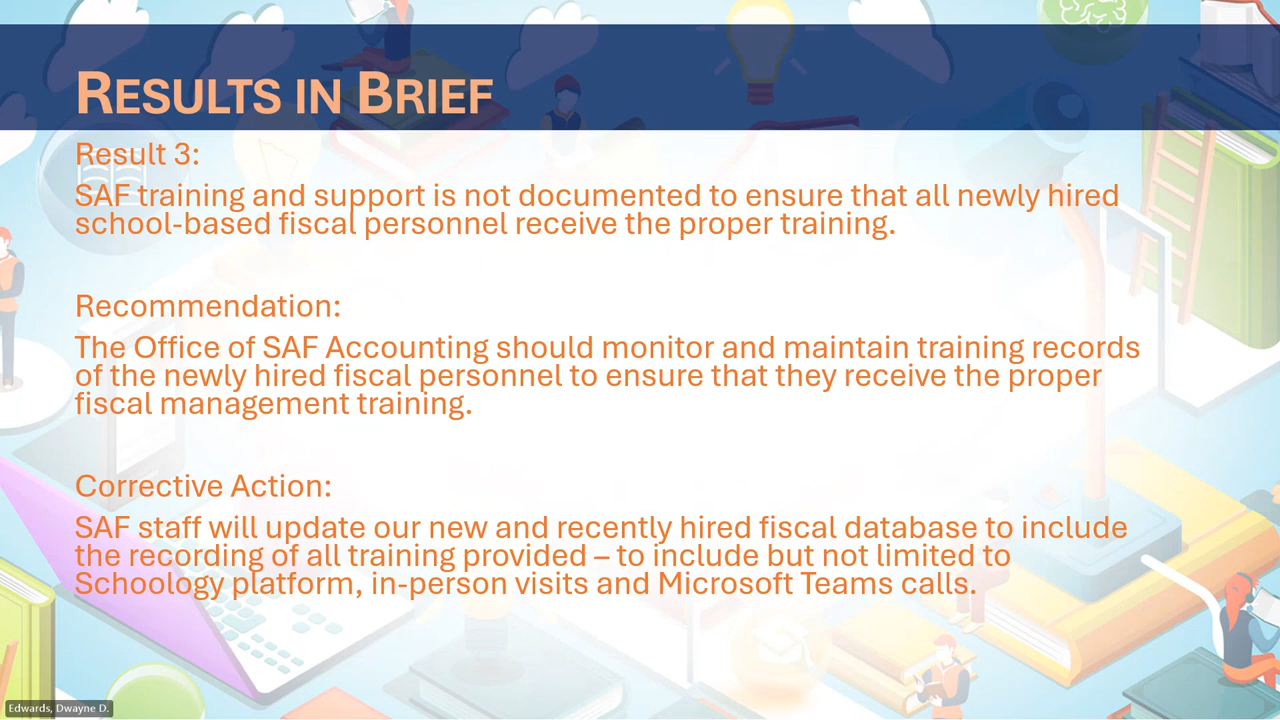 RESULTS IN BRIEF
Result 3:
SAF training and support is not documented to ensure that all newly hired
school-based fiscal personnel receive the proper training.
Recommendation:
The Office of SAF Accounting should monitor and maintain training records
of the newly hired fiscal personnel to ensure that they receive the proper
fiscal management training.
Corrective Action:
SAF staff will update our new and recently hired fiscal database to include
the recording of all training provided – to include but not limited to
Schoology platform, in-person visits and Microsoft Teams calls.
Edwards, Dwayne D.